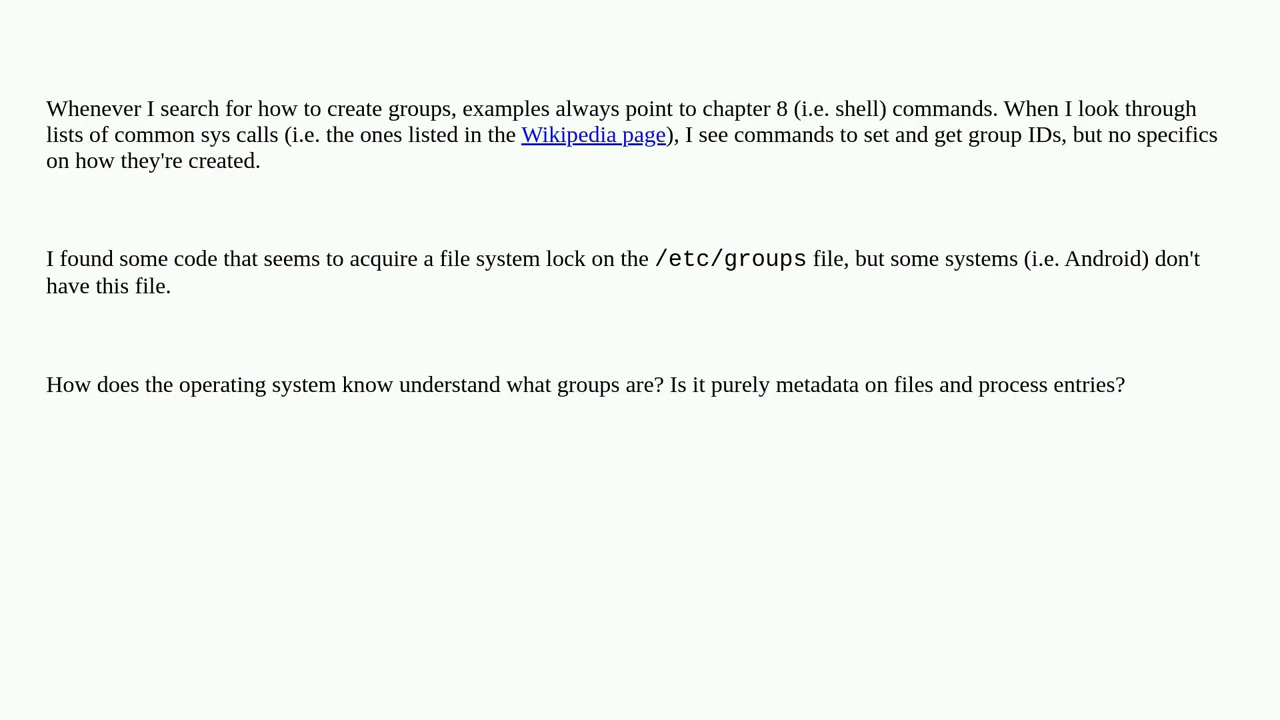 Whenever I search for how to create groups, examples always point to chapter 8 (i.e. shell) commands. When I look through
lists of common sys calls (i.e. the ones listed in the Wikipedia page), I see commands to set and get group IDs, but no specifics
on how they're created.
I found some code that seems to acquire a file system lock on the /etc/groups file, but some systems (i.e. Android) don't
have this file.
How does the operating system know understand what groups are? Is it purely metadata on files and process entries?